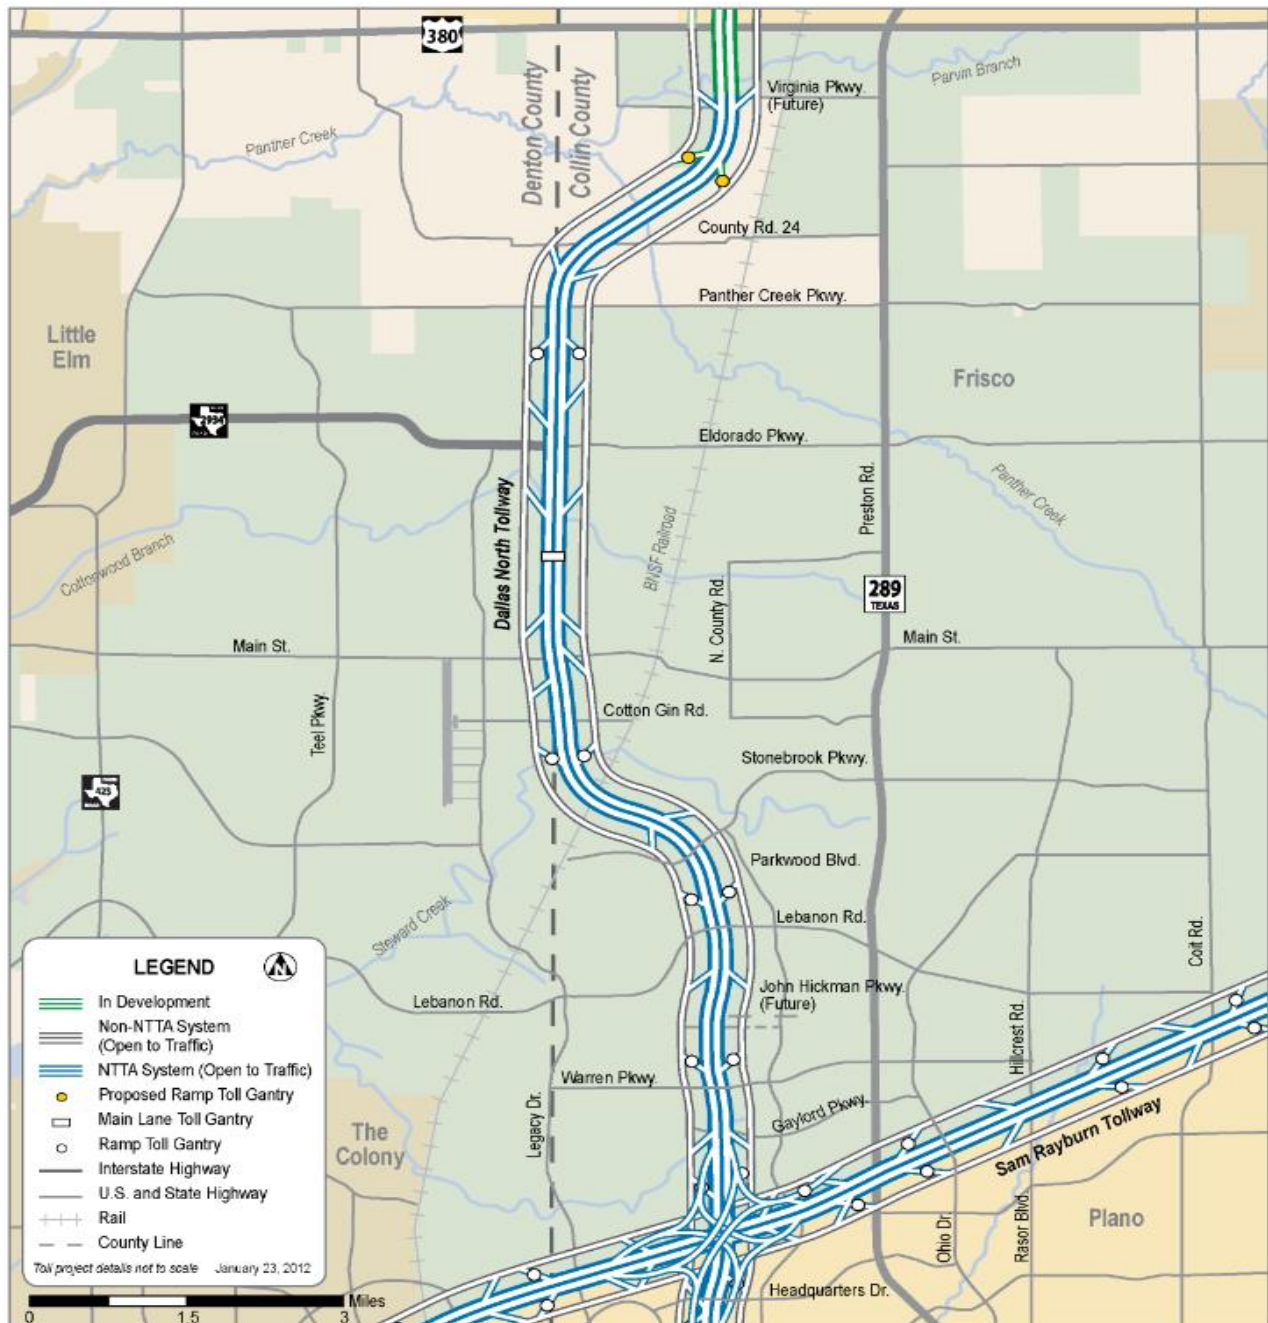 380
Virginia Pkwy.
(Future)
Parvin Branch
Denton County
Collin County
Panther Creek
County Rd. 24
Panther Creek Pkwy.
Little
Elm
Frisco
2934
Eldorado Pkwy.
Preston Rd.
Panther Creek
Dallas North Tollway
BNSF Railroad
Cottonwood Branch
289
TEXAS
N. County Rd.
Main St.
Main St.
Teel Pkwy.
Cotton Gin Rd.
Stonebrook Pkwy.
423
Parkwood Blvd.
Lebanon Rd.
Steward Creek
Coit Rd.
John Hickman Pkwy.
(Future)
Lebanon Rd.
Hillcrest Rd.
Warren Pkwy.
Gaylord Pkwy.
Legacy Dr.
The
Colony
Sam Rayburn Tollway
Plano
Ohio Dr.
Rasor Blvd.
Headquarters Dr.
LEGEND
N
In Development
Non-NTTA System
(Open to Traffic)
NTTA System (Open to Traffic)
Proposed Ramp Toll Gantry
Main Lane Toll Gantry
Ramp Toll Gantry
Interstate Highway
U.S. and State Highway
Rail
County Line
Toll project details not to scale January 23, 2012
Miles
0 1.5 3